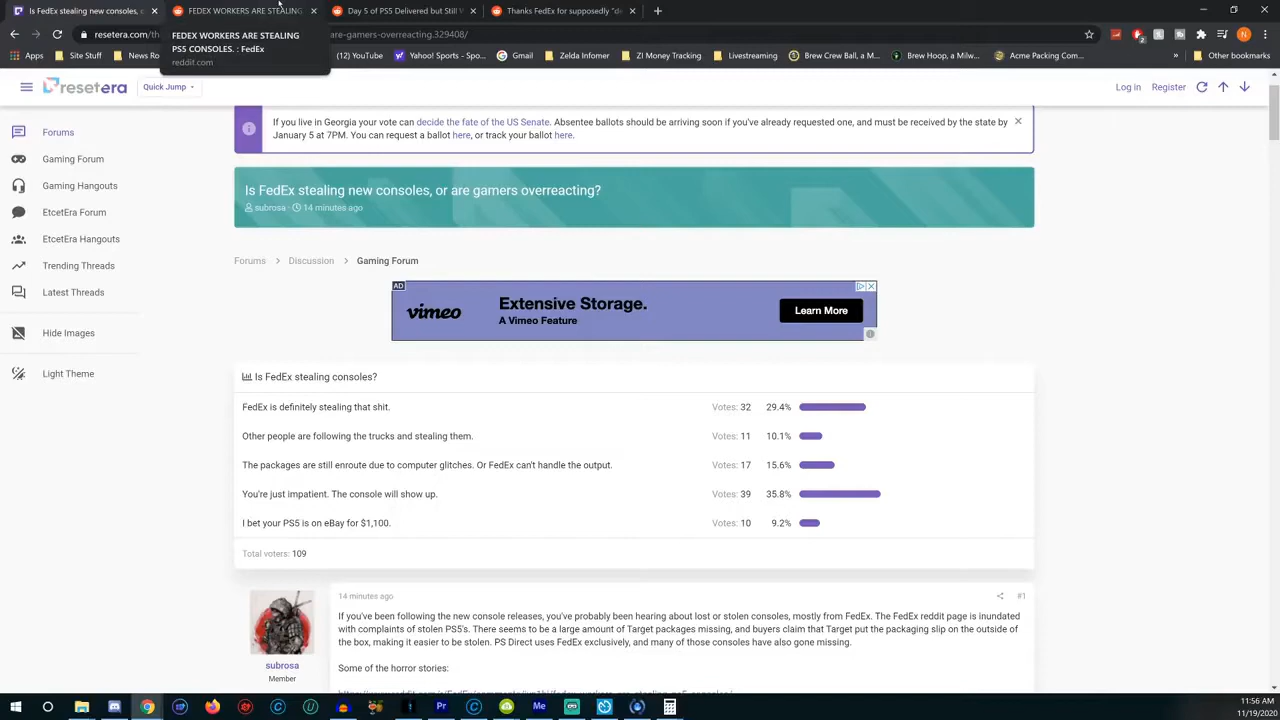 Is FedEx stealing new consoles, o
FEDEX WORKERS ARE STEALING
Day 5 of PS5 Delivered but Still
Thanks FedEx for supposedly "de
resetera.com/th
are-gamers-overreacting.329408/
FEDEX WORKERS ARE STEALING
PS5 CONSOLES. : FedEx
reddit.com
Apps
Site Stuff
News Ro
(12) YouTube
Yahoo! Sports - Spo...
Gmail
Zelda Infomer
ZI Money Tracking
Livestreaming
Brew Crew Ball, a M...
Brew Hoop, a Milw...
Acme Packing Com...
Other bookmarks
resetera
Quick Jump
Log in
Register
If you live in Georgia your vote can decide the fate of the US Senate. Absentee ballots should be arriving soon if you've already requested one, and must be received by the state by
January 5 at 7PM. You can request a ballot here, or track your ballot here.
Forums
Gaming Forum
Gaming Hangouts
EtcetEra Forum
EtcetEra Hangouts
Trending Threads
Latest Threads
Hide Images
Light Theme
Is FedEx stealing new consoles, or are gamers overreacting?
subrosa · 14 minutes ago
Forums > Discussion > Gaming Forum
AD
vimeo
Extensive Storage.
A Vimeo Feature
Learn More
Is FedEx stealing consoles?
FedEx is definitely stealing that shit. Votes: 32 29.4%
Other people are following the trucks and stealing them. Votes: 11 10.1%
The packages are still enroute due to computer glitches. Or FedEx can't handle the output. Votes: 17 15.6%
You're just impatient. The console will show up. Votes: 39 35.8%
I bet your PS5 is on eBay for $1,100. Votes: 10 9.2%
Total voters: 109
subrosa
Member
14 minutes ago
#1
If you've been following the new console releases, you've probably been hearing about lost or stolen consoles, mostly from FedEx. The FedEx reddit page is inundated
with complaints of stolen PS5's. There seems to be a large amount of Target packages missing, and buyers claim that Target put the packaging slip on the outside of
the box, making it easier to be stolen. PS Direct uses FedEx exclusively, and many of those consoles have also gone missing.
Some of the horror stories:
11:56 AM
11/19/2020